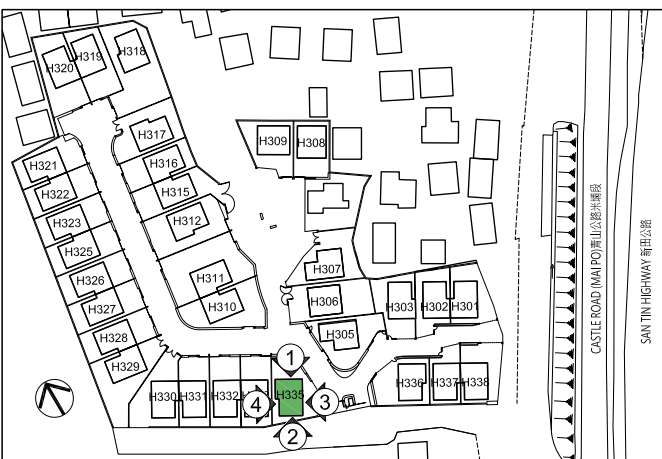 H318
H319
H320
H317
H309
H308
H316
H321
H315
H322
H312
H323
H325
H307
H311
H326
H306
H303
H302
H301
H310
H327
H305
H328
H329
1
H336
H337
H338
H330
H331
H332
H335
4
3
2
CASTLE ROAD (MAI PO) 青山公路米埔段
SAN TIN HIGHWAY 新田公路